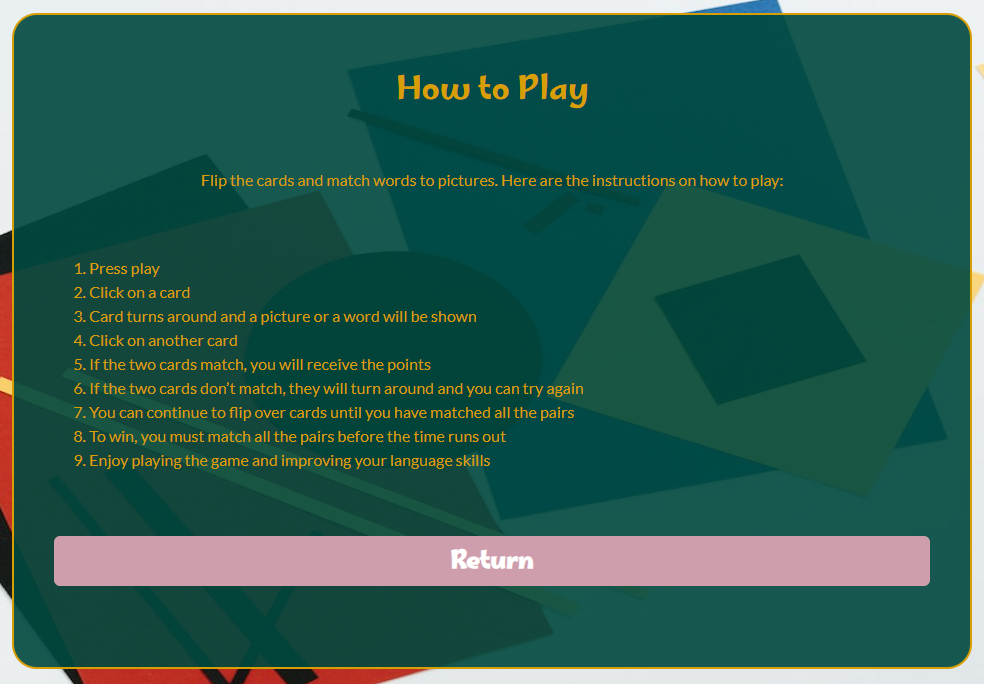 How to Play
Flip the cards and match words to pictures. Here are the instructions on how to play:
1. Press play
2. Click on a card
3. Card turns around and a picture or a word will be shown
4. Click on another card
5. If the two cards match, you will receive the points
6. If the two cards don’t match, they will turn around and you can try again
7. You can continue to flip over cards until you have matched all the pairs
8. To win, you must match all the pairs before the time runs out
9. Enjoy playing the game and improving your language skills
Return